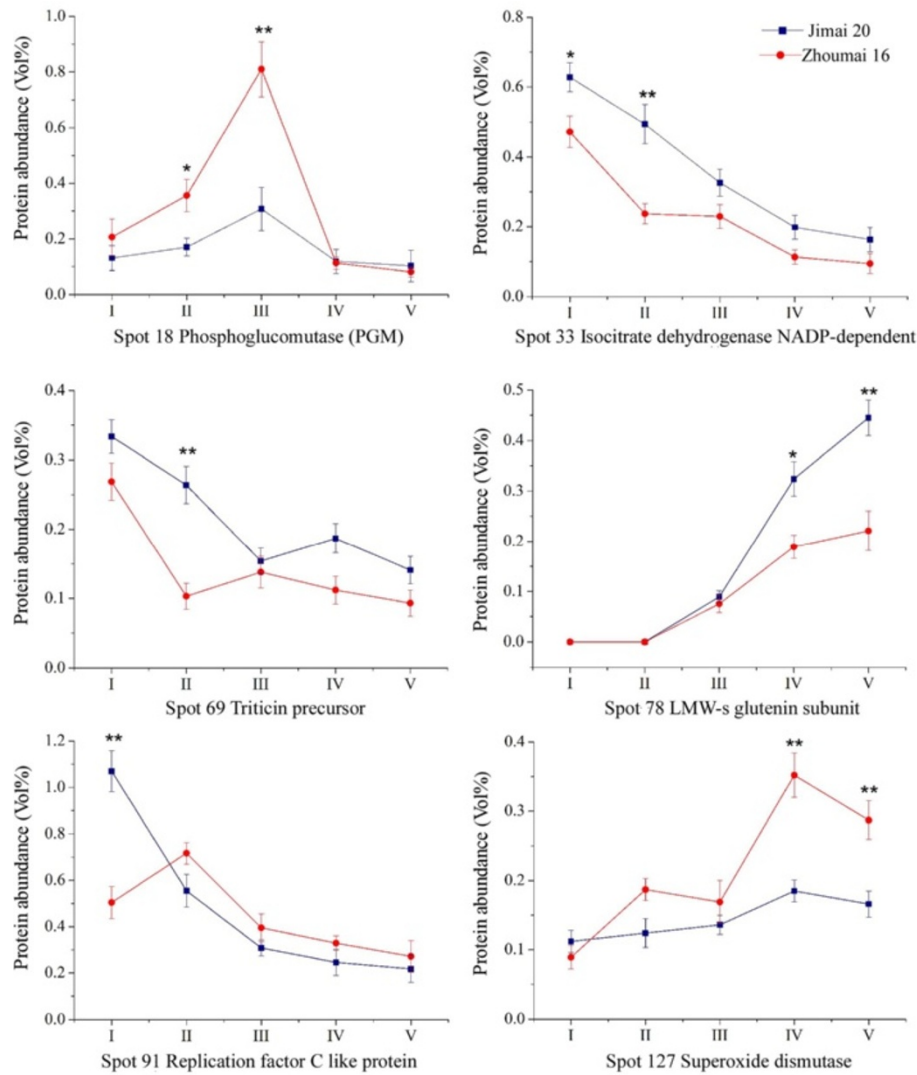 Protein abundance (Vol%)
1.0
0.8
0.6
0.4
0.2
0.0
**
*
I II III IV V
Spot 18 Phosphoglucomutase (PGM)
Protein abundance (Vol%)
0.8
0.6
0.4
0.2
0.0
*
**
Jimai 20
Zhoumai 16
I II III IV V
Spot 33 Isocitrate dehydrogenase NADP-dependent
Protein abundance (Vol%)
0.4
0.3
0.2
0.1
0.0
**
I II III IV V
Spot 69 Triticin precursor
Protein abundance (Vol%)
0.5
0.4
0.3
0.2
0.1
0.0
*
**
I II III IV V
Spot 78 LMW-s glutenin subunit
Protein abundance (Vol%)
1.2
1.0
0.8
0.6
0.4
0.2
0.0
**
I II III IV V
Spot 91 Replication factor C like protein
Protein abundance (Vol%)
0.4
0.3
0.2
0.1
0.0
**
**
I II III IV V
Spot 127 Superoxide dismutase